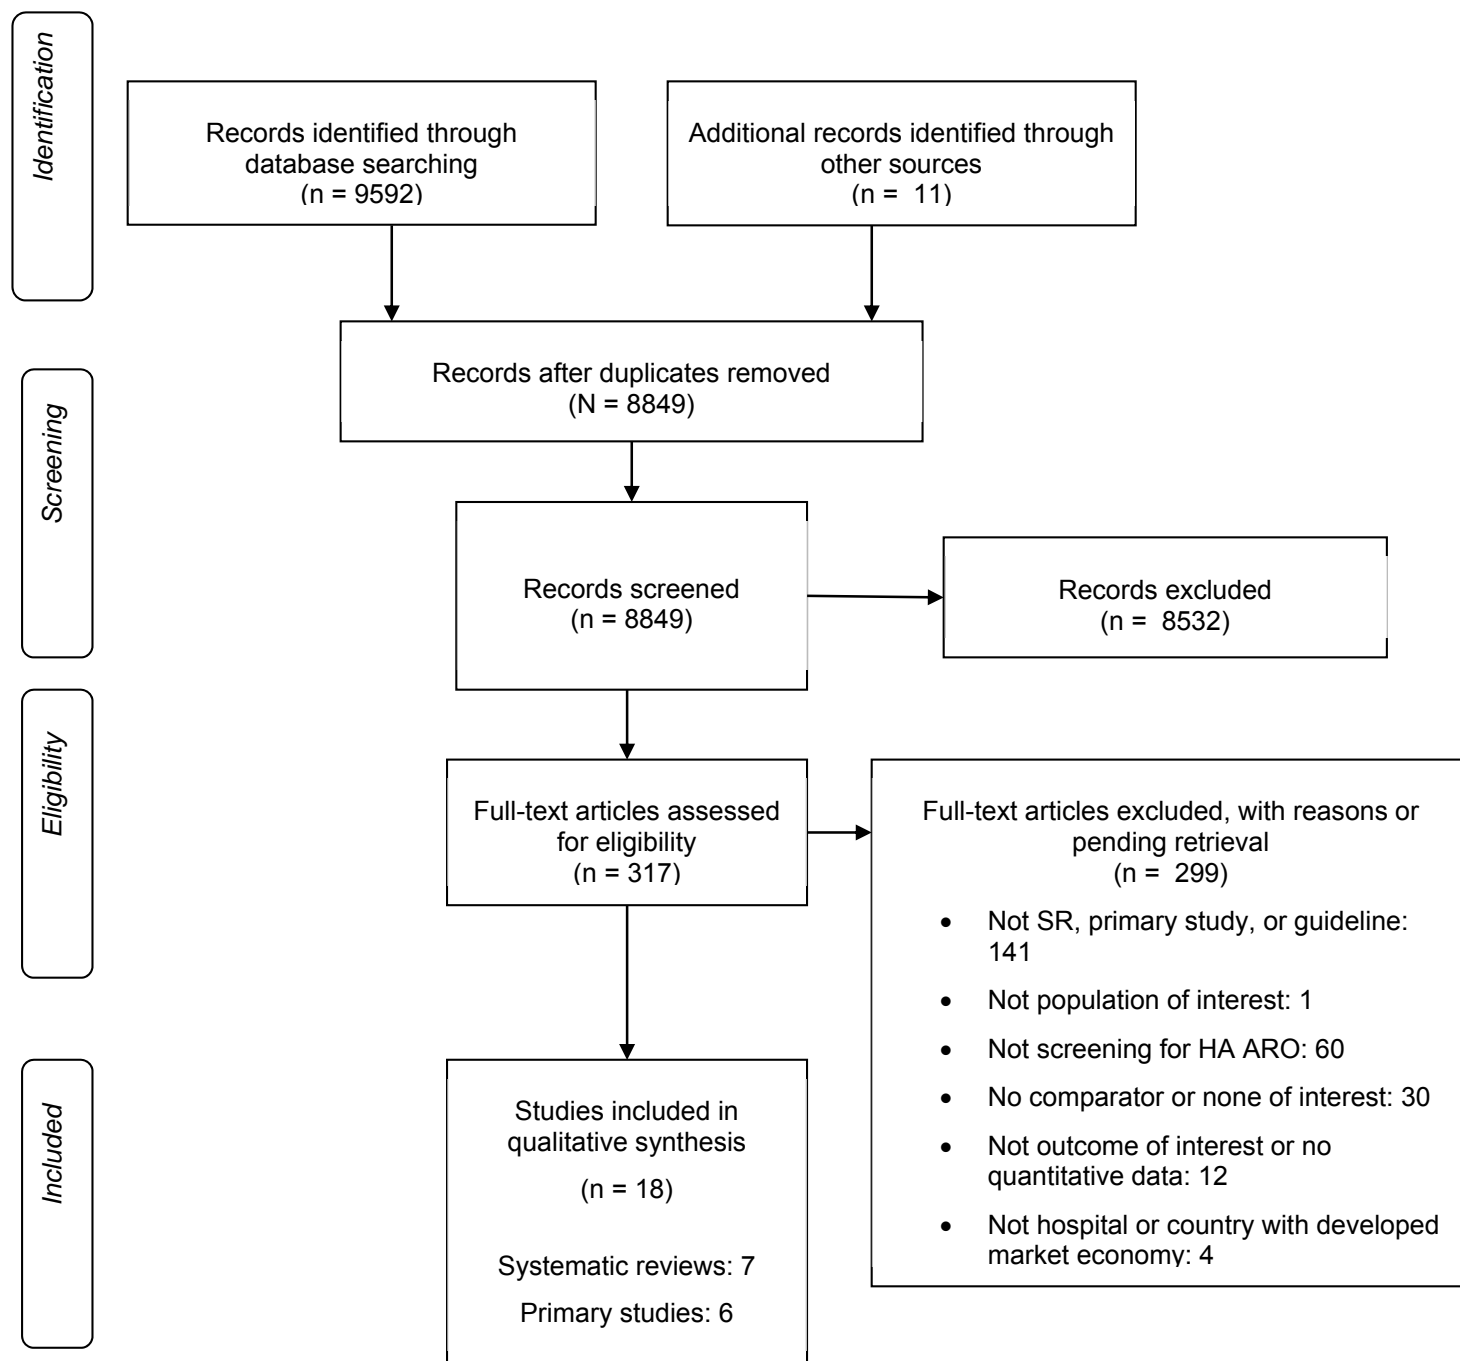 Identification
Records identified through
database searching
(n = 9592)
Additional records identified through
other sources
(n =  11)
Records after duplicates removed
(N = 8849)
Screening
Records screened
(n = 8849)
Records excluded
(n =  8532)
Eligibility
Full-text articles assessed
for eligibility
(n = 317)
Full-text articles excluded, with reasons or
pending retrieval
(n =  299)
• Not SR, primary study, or guideline:
141
• Not population of interest: 1
• Not screening for HA ARO: 60
• No comparator or none of interest: 30
• Not outcome of interest or no
quantitative data: 12
• Not hospital or country with developed
market economy: 4
Included
Studies included in
qualitative synthesis
(n = 18)
Systematic reviews: 7
Primary studies: 6